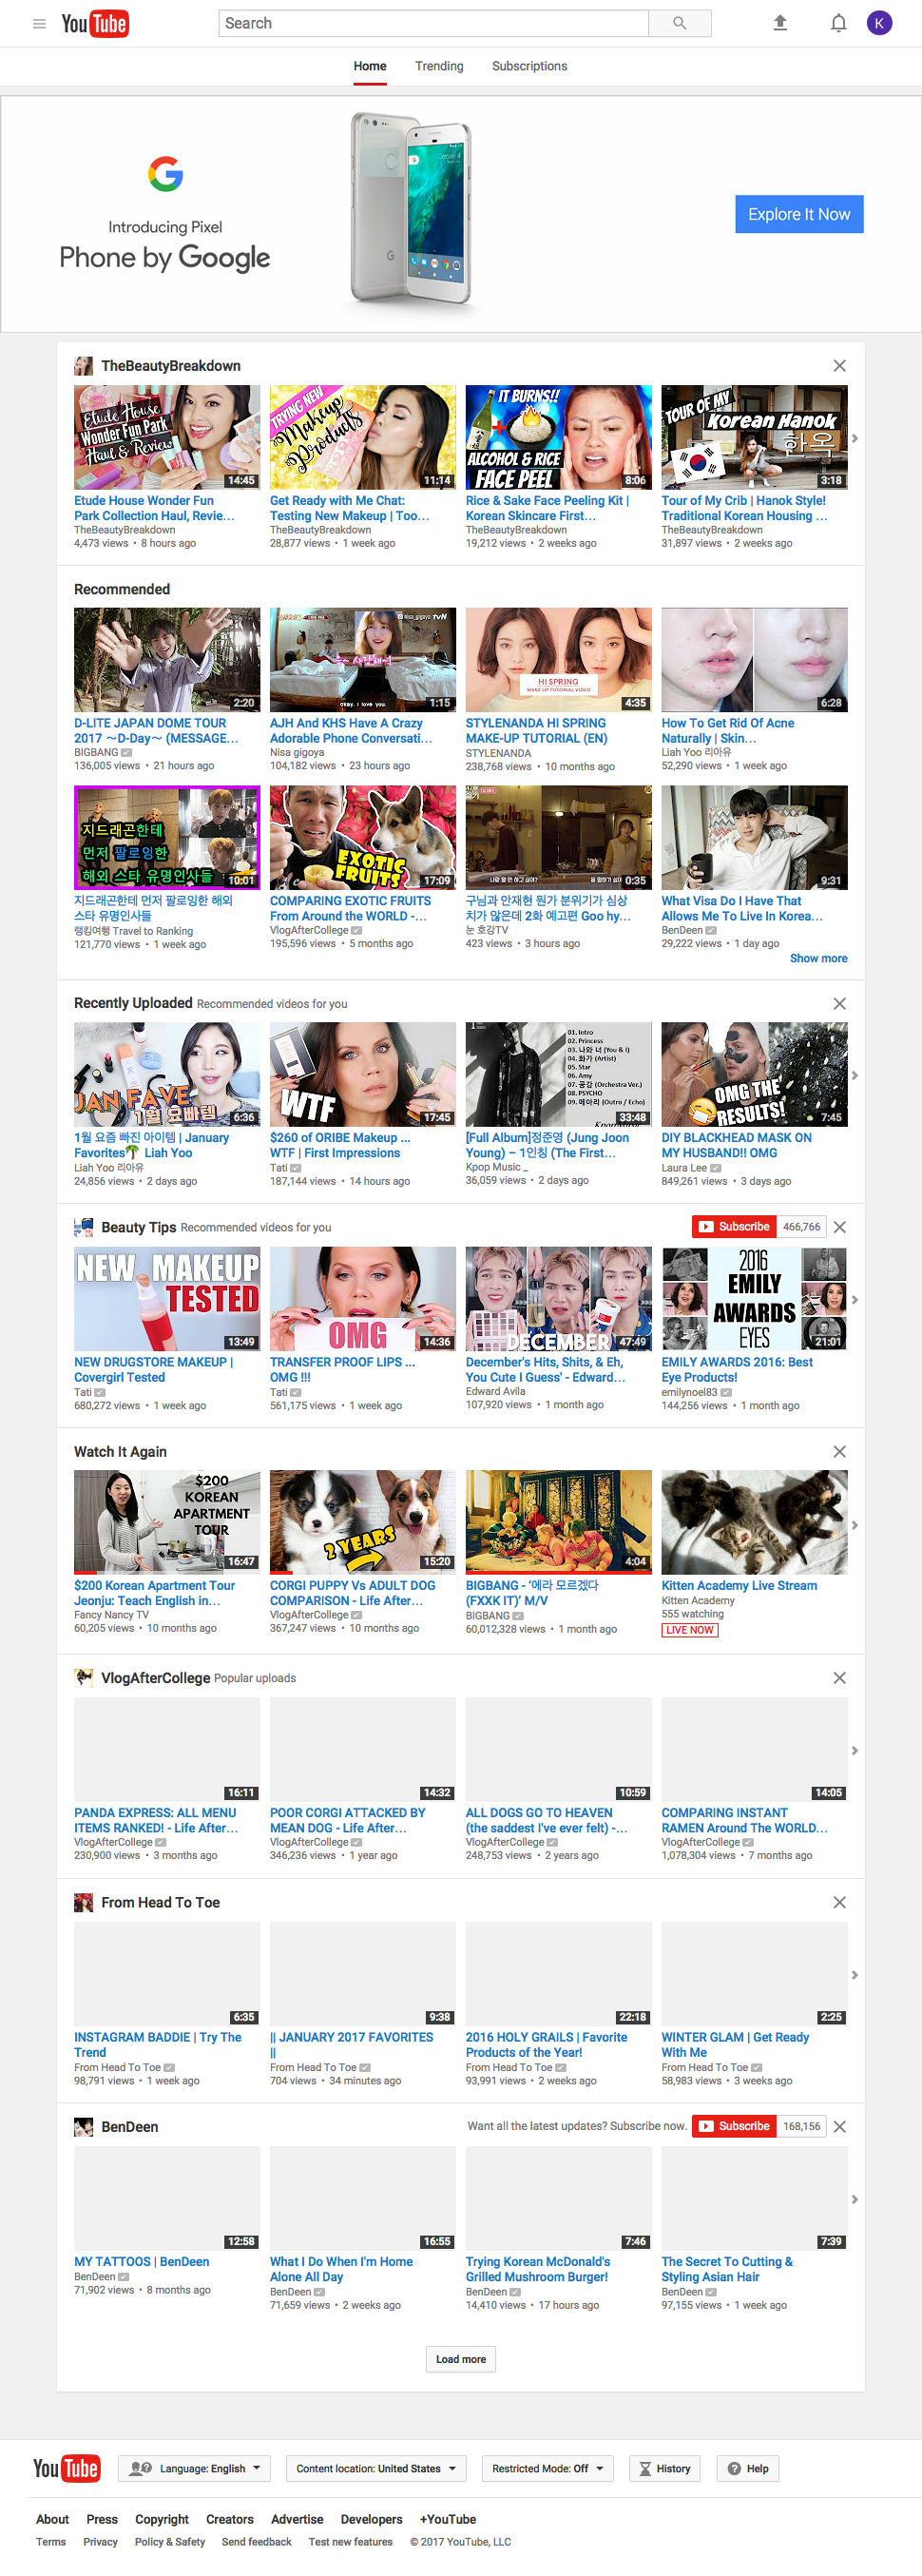 YouTube
Search
K
Home Trending Subscriptions
Introducing Pixel
Phone by Google
Explore It Now
TheBeautyBreakdown
Etude House
Wonder Fun Park
Haul & Review
14:45
TRYING NEW
Makeup
Products
11:14
IT BURNS!!
ALCOHOL & RICE
FACE PEEL
8:06
TOUR OF MY
Korean Hanok
한옥
3:18
Etude House Wonder Fun
Park Collection Haul, Revie...
TheBeautyBreakdown
4,473 views • 8 hours ago
Get Ready with Me Chat:
Testing New Makeup | Too...
TheBeautyBreakdown
28,877 views • 1 week ago
Rice & Sake Face Peeling Kit |
Korean Skincare First...
TheBeautyBreakdown
19,212 views • 2 weeks ago
Tour of My Crib | Hanok Style!
Traditional Korean Housing ...
TheBeautyBreakdown
31,897 views • 2 weeks ago
Recommended
2:20
Nisa_gigoya tvN
okay, i love you.
1:15
HI SPRING
MAKE-UP TUTORIAL VIDEO
4:35
6:28
D-LITE JAPAN DOME TOUR
2017 ～D-Day～ (MESSAGE...
BIGBANG
136,005 views • 21 hours ago
AJH And KHS Have A Crazy
Adorable Phone Conversati...
Nisa gigoya
104,182 views • 23 hours ago
STYLENANDA HI SPRING
MAKE-UP TUTORIAL (EN)
STYLENANDA
238,768 views • 10 months ago
How To Get Rid Of Acne
Naturally | Skin...
Liah Yoo 리아유
52,290 views • 1 week ago
지드래곤한테
먼저 팔로잉한
해외 스타 유명인사들
10:01
EXOTIC
FRUITS
17:09
0:35
9:31
지드래곤한테 먼저 팔로잉한 해외
스타 유명인사들
랭킹여행 Travel to Ranking
121,770 views • 1 week ago
COMPARING EXOTIC FRUITS
From Around the WORLD -...
VlogAfterCollege
195,596 views • 5 months ago
구님과 안재현 뭔가 분위기가 심상
치가 않은데 2화 예고편 Goo hy...
눈 호강TV
423 views • 3 hours ago
What Visa Do I Have That
Allows Me To Live In Korea...
BenDeen
29,222 views • 1 day ago
Show more
Recently Uploaded Recommended videos for you
JAN FAVE
1월 요빠템
6:36
WTF
17:45
01. Intro
02. Princess
03. 나와 너 (You & I)
04. 화가 (Artist)
05. Star
06. Amy
07. 공감 (Orchestra Ver.)
08. PSYCHO
09. 메아리 (Outro / Echo)
33:48
OMG THE
RESULTS!
7:45
1월 요즘 빠진 아이템 | January
Favorites🌴 Liah Yoo
Liah Yoo 리아유
24,856 views • 2 days ago
$260 of ORIBE Makeup ...
WTF | First Impressions
Tati
187,144 views • 14 hours ago
[Full Album]정준영 (Jung Joon
Young) – 1인칭 (The First...
Kpop Music _
36,059 views • 2 days ago
DIY BLACKHEAD MASK ON
MY HUSBAND!! OMG
Laura Lee
849,261 views • 3 days ago
Beauty Tips Recommended videos for you
Subscribe 466,766
NEW MAKEUP
TESTED
13:49
OMG
14:36
DECEMBER
47:49
2016
EMILY
AWARDS
EYES
21:01
NEW DRUGSTORE MAKEUP |
Covergirl Tested
Tati
680,272 views • 1 week ago
TRANSFER PROOF LIPS ...
OMG !!!
Tati
561,175 views • 1 week ago
December's Hits, Shits, & Eh,
You Cute I Guess' - Edward...
Edward Avila
107,920 views • 1 month ago
EMILY AWARDS 2016: Best
Eye Products!
emilynoel83
144,256 views • 1 month ago
Watch It Again
$200
KOREAN
APARTMENT
TOUR
16:47
2 YEARS
15:20
4:04
$200 Korean Apartment Tour
Jeonju: Teach English in...
Fancy Nancy TV
60,205 views • 10 months ago
CORGI PUPPY Vs ADULT DOG
COMPARISON - Life After...
VlogAfterCollege
367,247 views • 10 months ago
BIGBANG - '에라 모르겠다
(FXXK IT)' M/V
BIGBANG
60,012,328 views • 1 month ago
Kitten Academy Live Stream
Kitten Academy
555 watching
LIVE NOW
VlogAfterCollege Popular uploads
16:11
14:32
10:59
14:05
PANDA EXPRESS: ALL MENU
ITEMS RANKED! - Life After...
VlogAfterCollege
230,900 views • 3 months ago
POOR CORGI ATTACKED BY
MEAN DOG - Life After...
VlogAfterCollege
346,236 views • 1 year ago
ALL DOGS GO TO HEAVEN
(the saddest I've ever felt) -...
VlogAfterCollege
248,753 views • 2 years ago
COMPARING INSTANT
RAMEN Around The WORLD...
VlogAfterCollege
1,078,304 views • 7 months ago
From Head To Toe
6:35
9:38
22:18
2:25
INSTAGRAM BADDIE | Try The
Trend
From Head To Toe
98,791 views • 1 week ago
|| JANUARY 2017 FAVORITES
||
From Head To Toe
704 views • 34 minutes ago
2016 HOLY GRAILS | Favorite
Products of the Year!
From Head To Toe
93,991 views • 2 weeks ago
WINTER GLAM | Get Ready
With Me
From Head To Toe
58,983 views • 3 weeks ago
BenDeen
Want all the latest updates? Subscribe now. Subscribe 168,156
12:58
16:55
7:46
7:39
MY TATTOOS | BenDeen
BenDeen
71,902 views • 8 months ago
What I Do When I'm Home
Alone All Day
BenDeen
71,659 views • 2 weeks ago
Trying Korean McDonald's
Grilled Mushroom Burger!
BenDeen
14,410 views • 17 hours ago
The Secret To Cutting &
Styling Asian Hair
BenDeen
97,155 views • 1 week ago
Load more
YouTube Language: English Content location: United States Restricted Mode: Off History Help
About Press Copyright Creators Advertise Developers +YouTube
Terms Privacy Policy & Safety Send feedback Test new features © 2017 YouTube, LLC